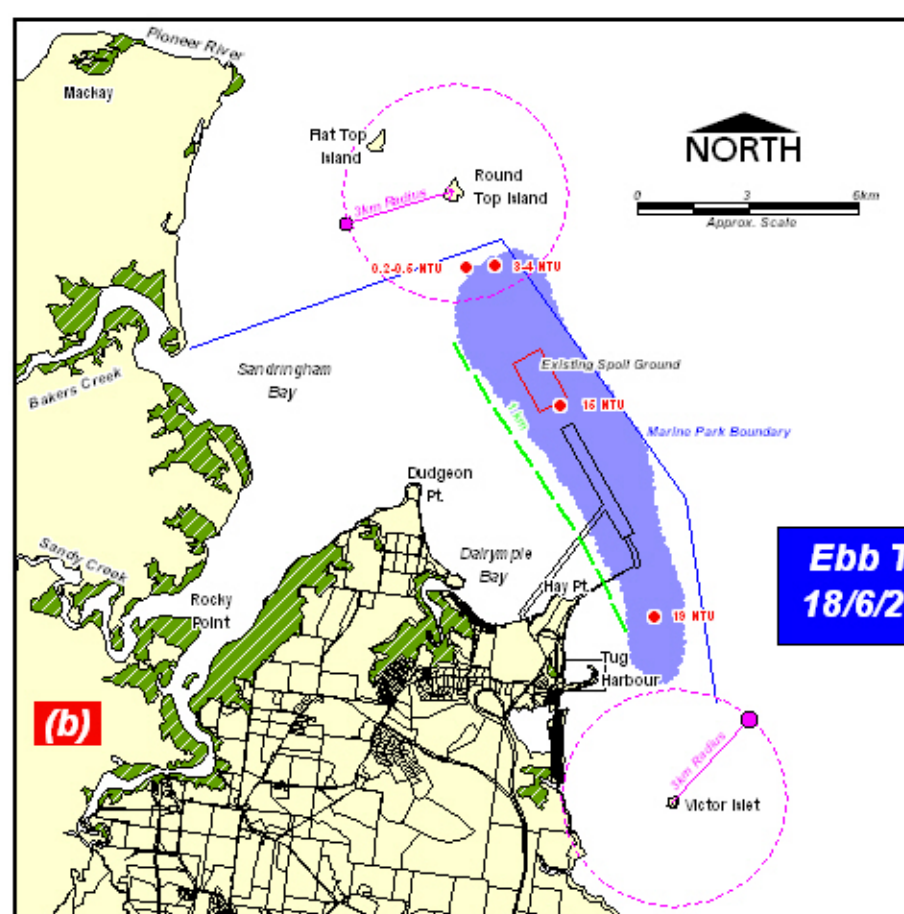 Pioneer River
Mackay
Flat Top
Island
Round
Top Island
3km Radius
NORTH
0 3 6km
Approx. Scale
0.2-0.5 NTU
3-4 NTU
Sandringham
Bay
Existing Spoil Ground
Bakers Creek
15 NTU
Marine Park Boundary
Dudgeon
Pt.
Sandy Creek
Dalrymple
Bay
Hay Pt.
Ebb T
18/6/2
Rocky
Point
19 NTU
Tug
Harbour
(b)
3km Radius
Victor Islet